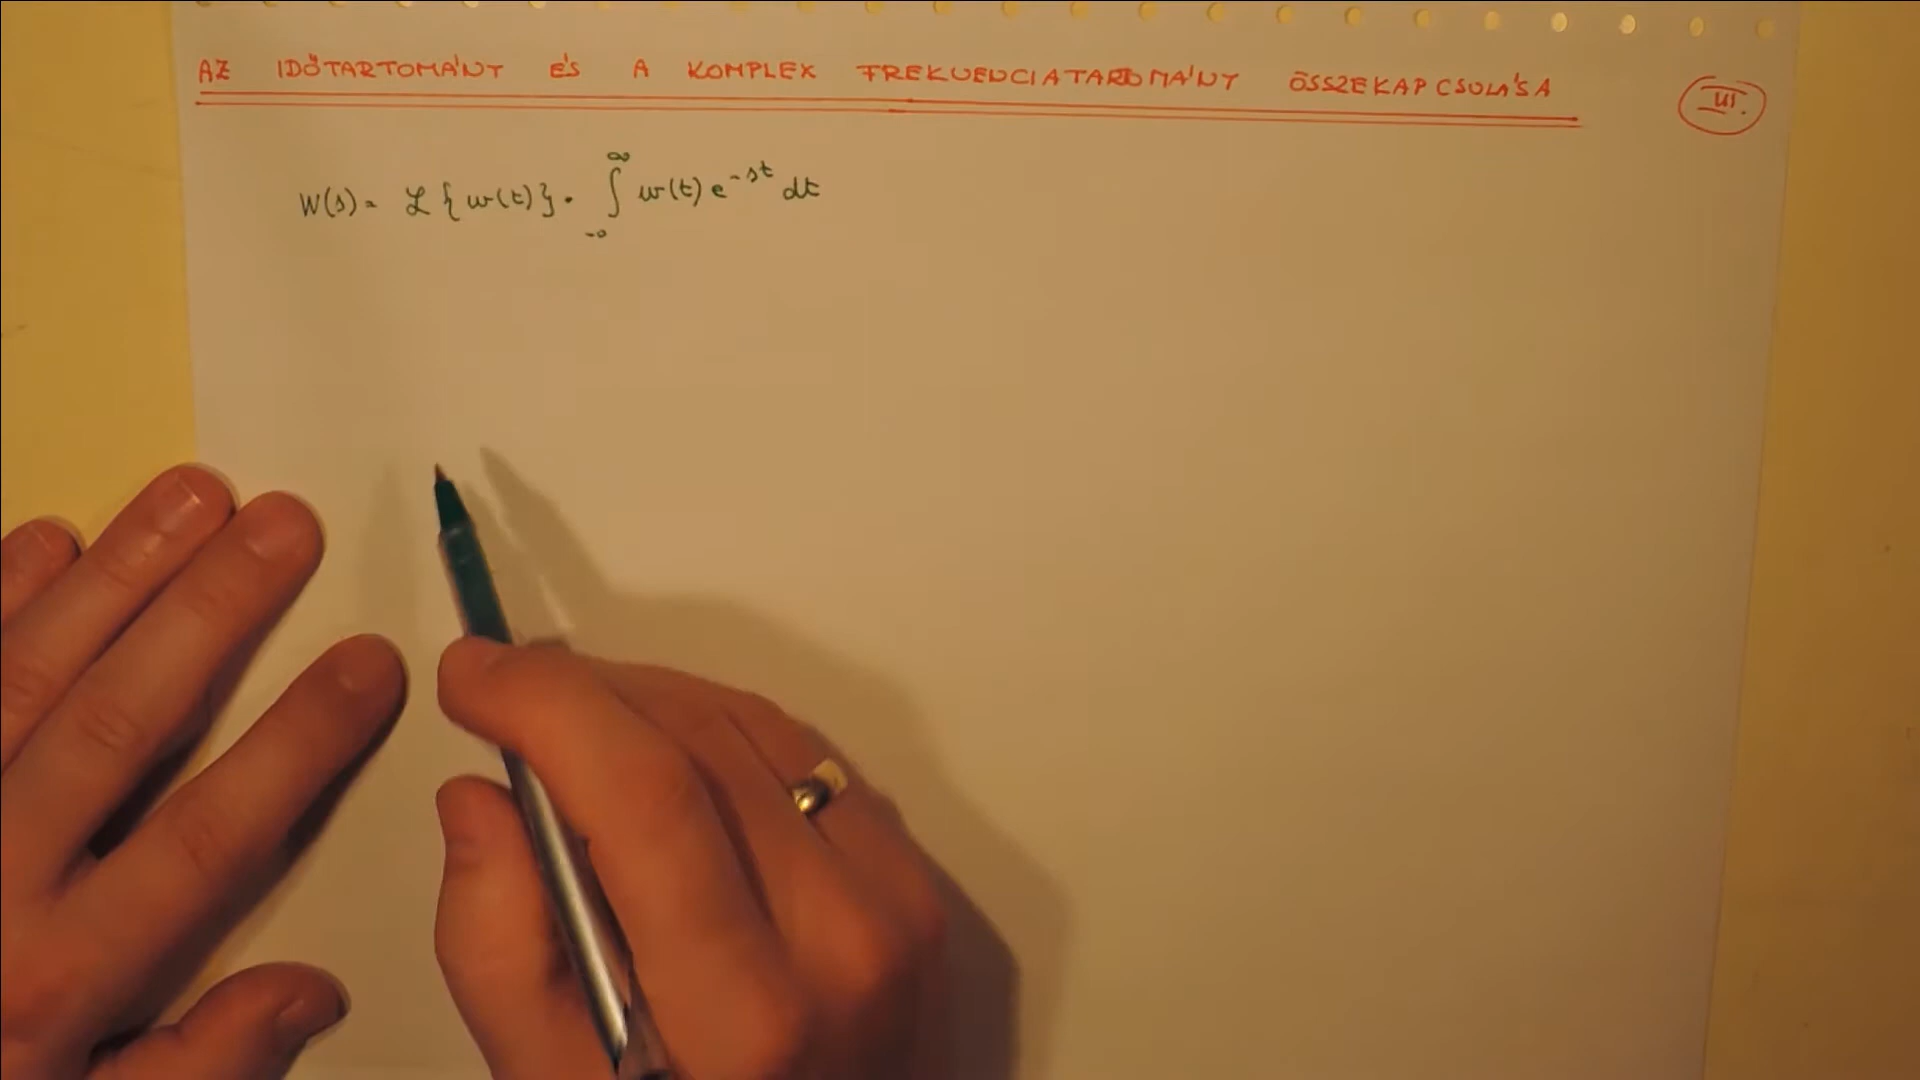 AZ IDŐTARTOMÁNY ÉS A KOMPLEX FREKVENCIATARTOMÁNY ÖSSZEKAPCSOLÁSA
III.
W(s) = ℒ{w(t)} = ∫_{-0}^{∞} w(t) e^{-st} dt